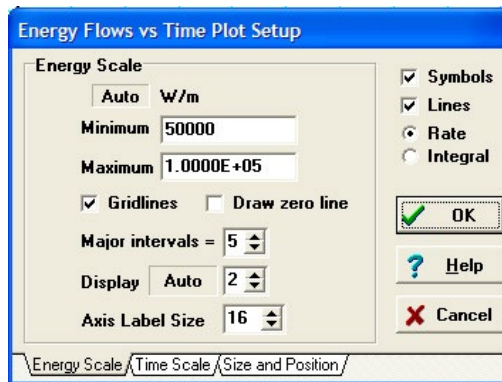 Energy Flows vs Time Plot Setup
Energy Scale
Auto W/m
Minimum 50000
Maximum 1.0000E+05
Gridlines Draw zero line
Major intervals = 5
Display Auto 2
Axis Label Size 16
Symbols
Lines
Rate
Integral
OK
Help
Cancel
Energy Scale Time Scale Size and Position